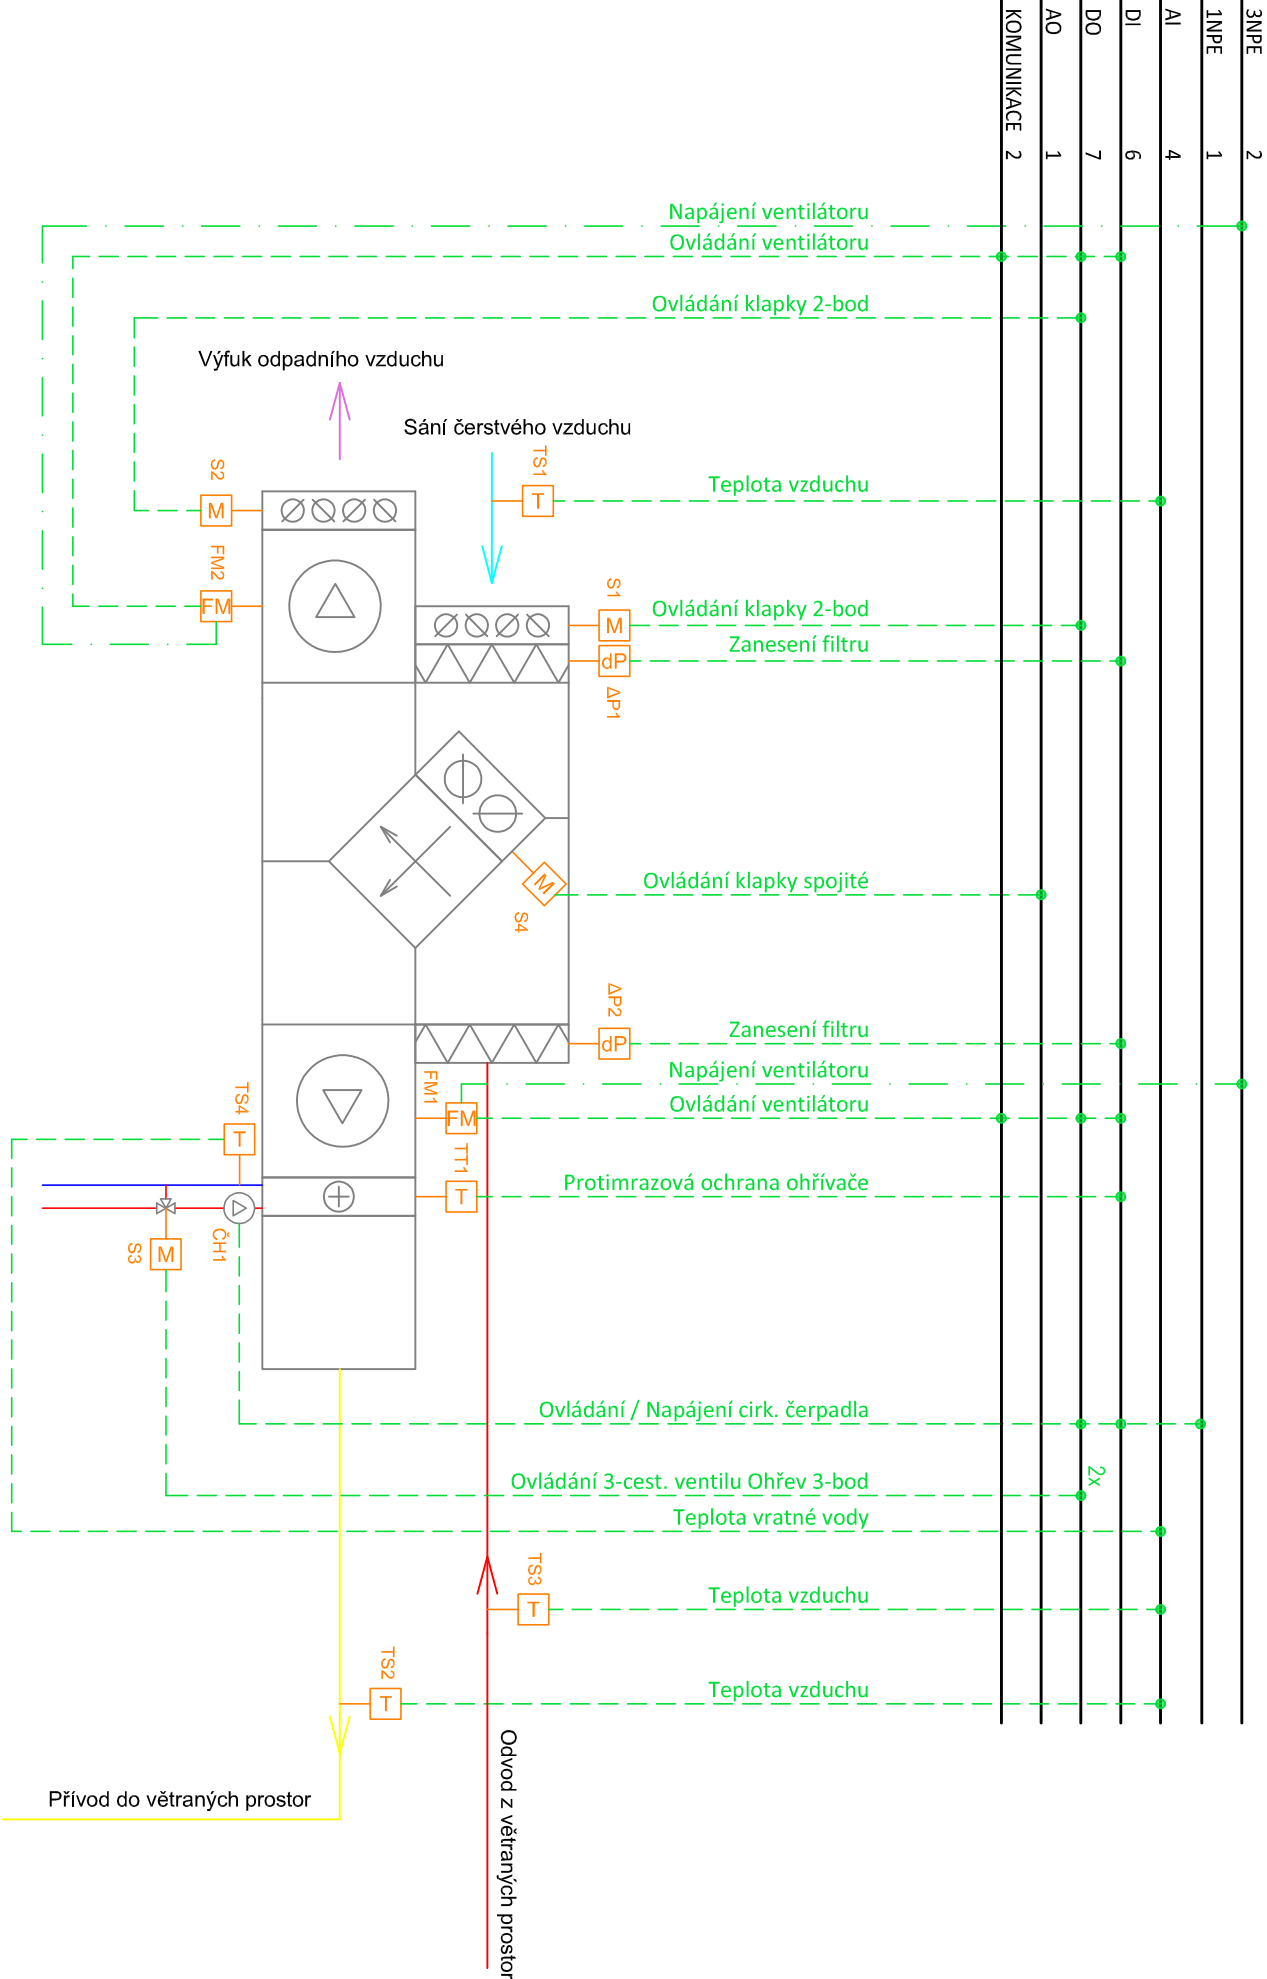 3NPE 2
1NPE 1
AI 4
DI 6
DO 7
AO 1
KOMUNIKACE 2
Napájení ventilátoru
Ovládání ventilátoru
Ovládání klapky 2-bod
Výfuk odpadního vzduchu
Sání čerstvého vzduchu
TS1
T
Teplota vzduchu
S2
M
FM2
FM
S1
M
Ovládání klapky 2-bod
Zanesení filtru
dP
ΔP1
Ovládání klapky spojité
M
S4
ΔP2
dP
Zanesení filtru
Napájení ventilátoru
FM1
FM
Ovládání ventilátoru
TS4
T
TT1
T
Protimrazová ochrana ohřívače
ČH1
S3
M
Ovládání / Napájení cirk. čerpadla
2x
Ovládání 3-cest. ventilu Ohřev 3-bod
Teplota vratné vody
TS3
T
Teplota vzduchu
TS2
T
Teplota vzduchu
Odvod z větraných prostor
Přívod do větraných prostor